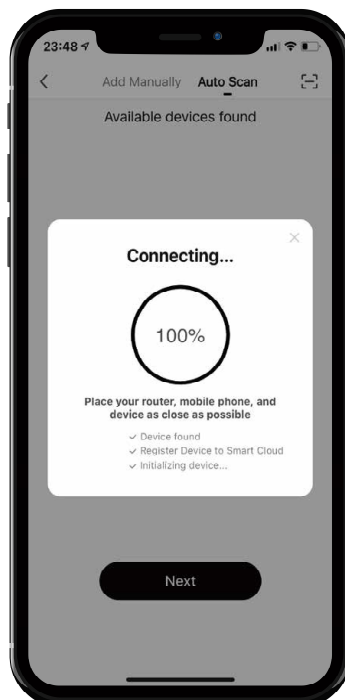 23:48
Add Manually Auto Scan
Available devices found
Connecting...
100%
Place your router, mobile phone, and
device as close as possible
✓ Device found
✓ Register Device to Smart Cloud
✓ Initializing device...
Next